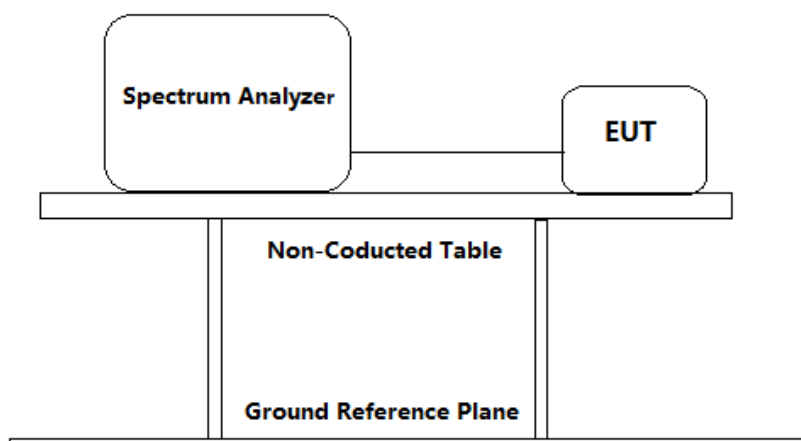 Spectrum Analyzer
EUT
Non-Coducted Table
Ground Reference Plane